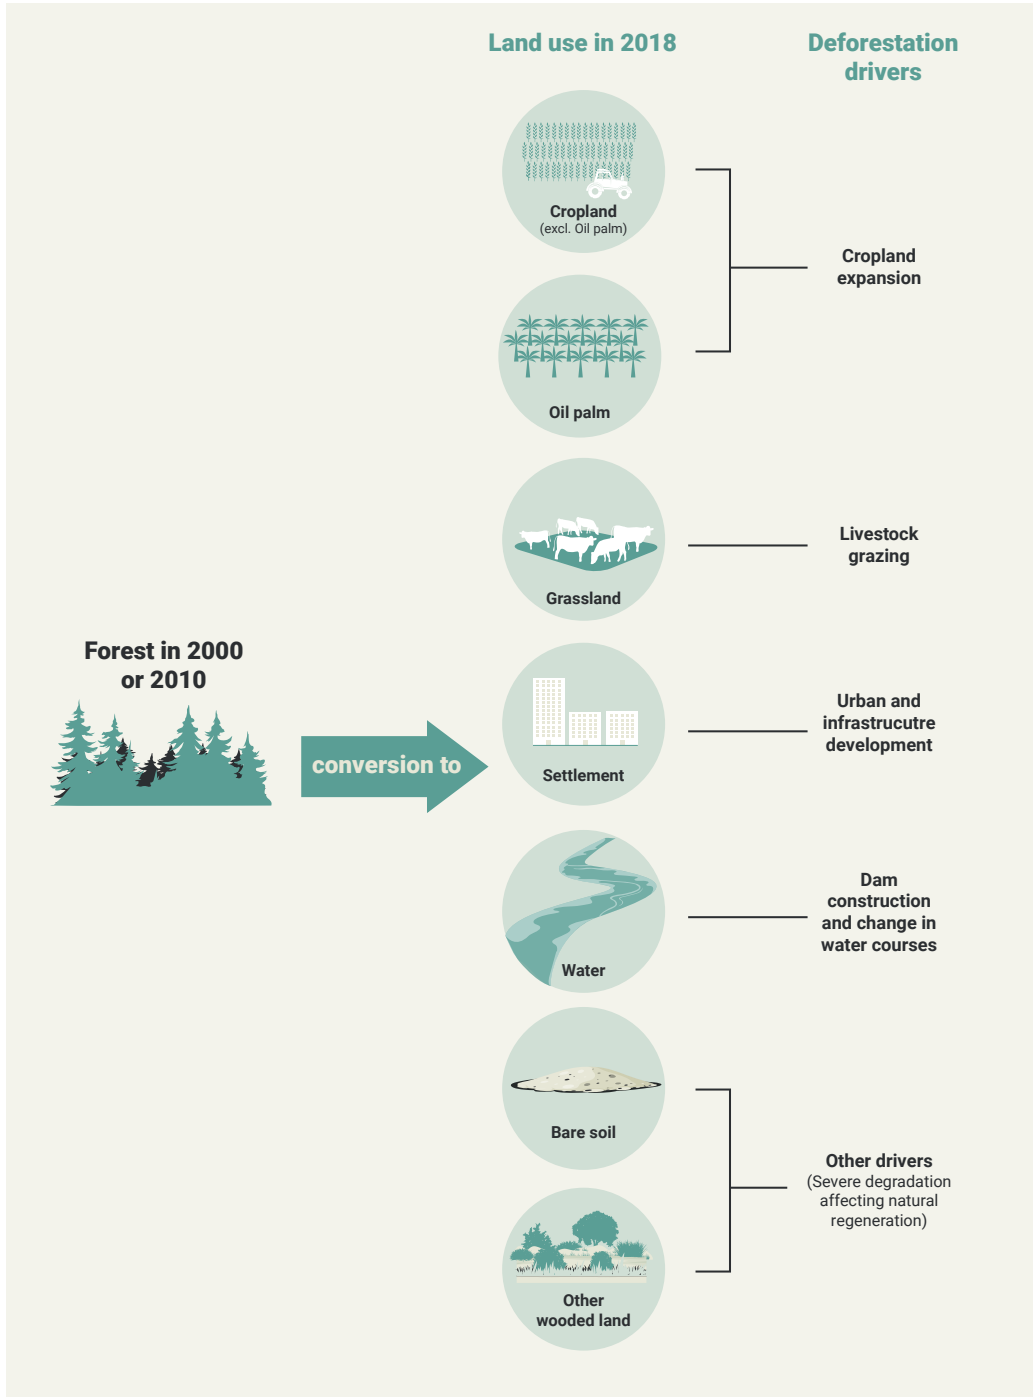 Land use in 2018
Deforestation
drivers
Cropland
(excl. Oil palm)
Oil palm
Cropland
expansion
Grassland
Livestock
grazing
Forest in 2000
or 2010
conversion to
Settlement
Urban and
infrastrucutre
development
Water
Dam
construction
and change in
water courses
Bare soil
Other
wooded land
Other drivers
(Severe degradation
affecting natural
regeneration)